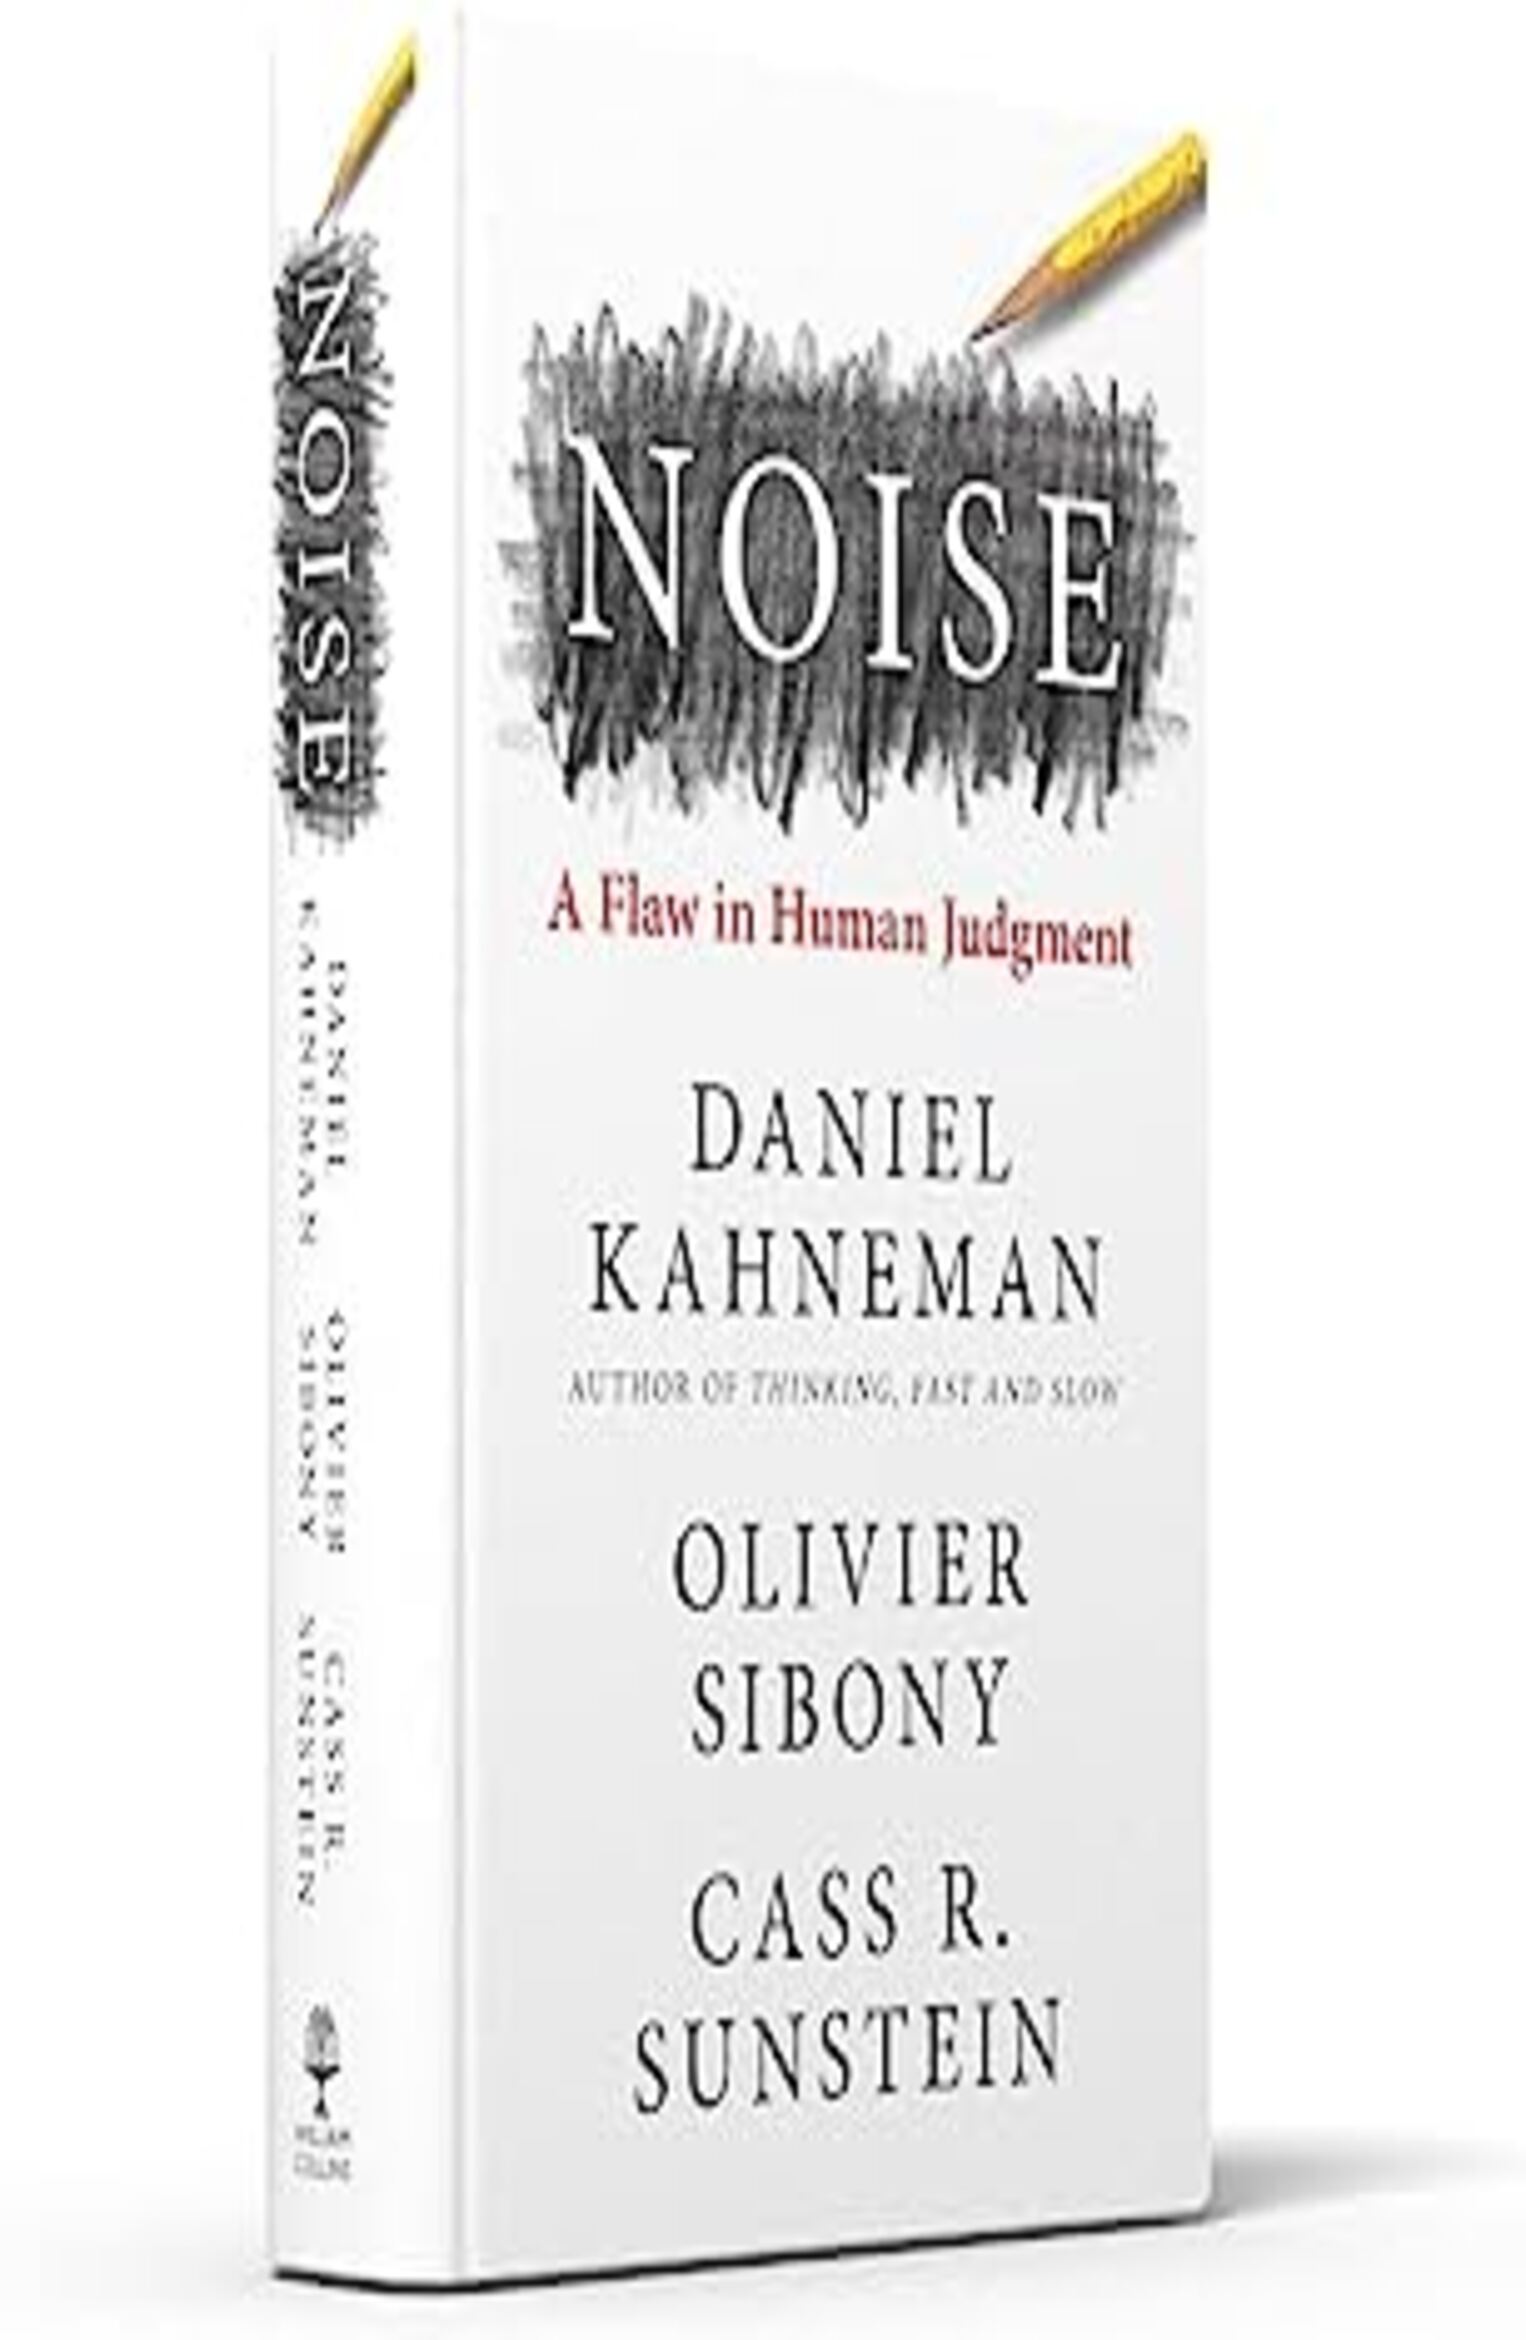 NOISE
DANIEL
KAHNEMAN
OLIVIER
SIBONY
CASS R.
SUNSTEIN
NOISE
A Flaw in Human Judgment
DANIEL
KAHNEMAN
AUTHOR OF THINKING, FAST AND SLOW
OLIVIER
SIBONY
CASS R.
SUNSTEIN